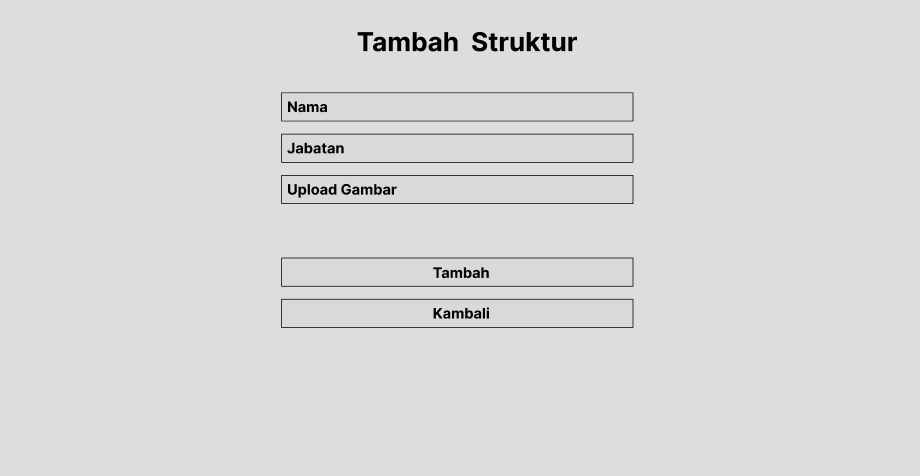 Tambah Struktur
Nama
Jabatan
Upload Gambar
Tambah
Kambali